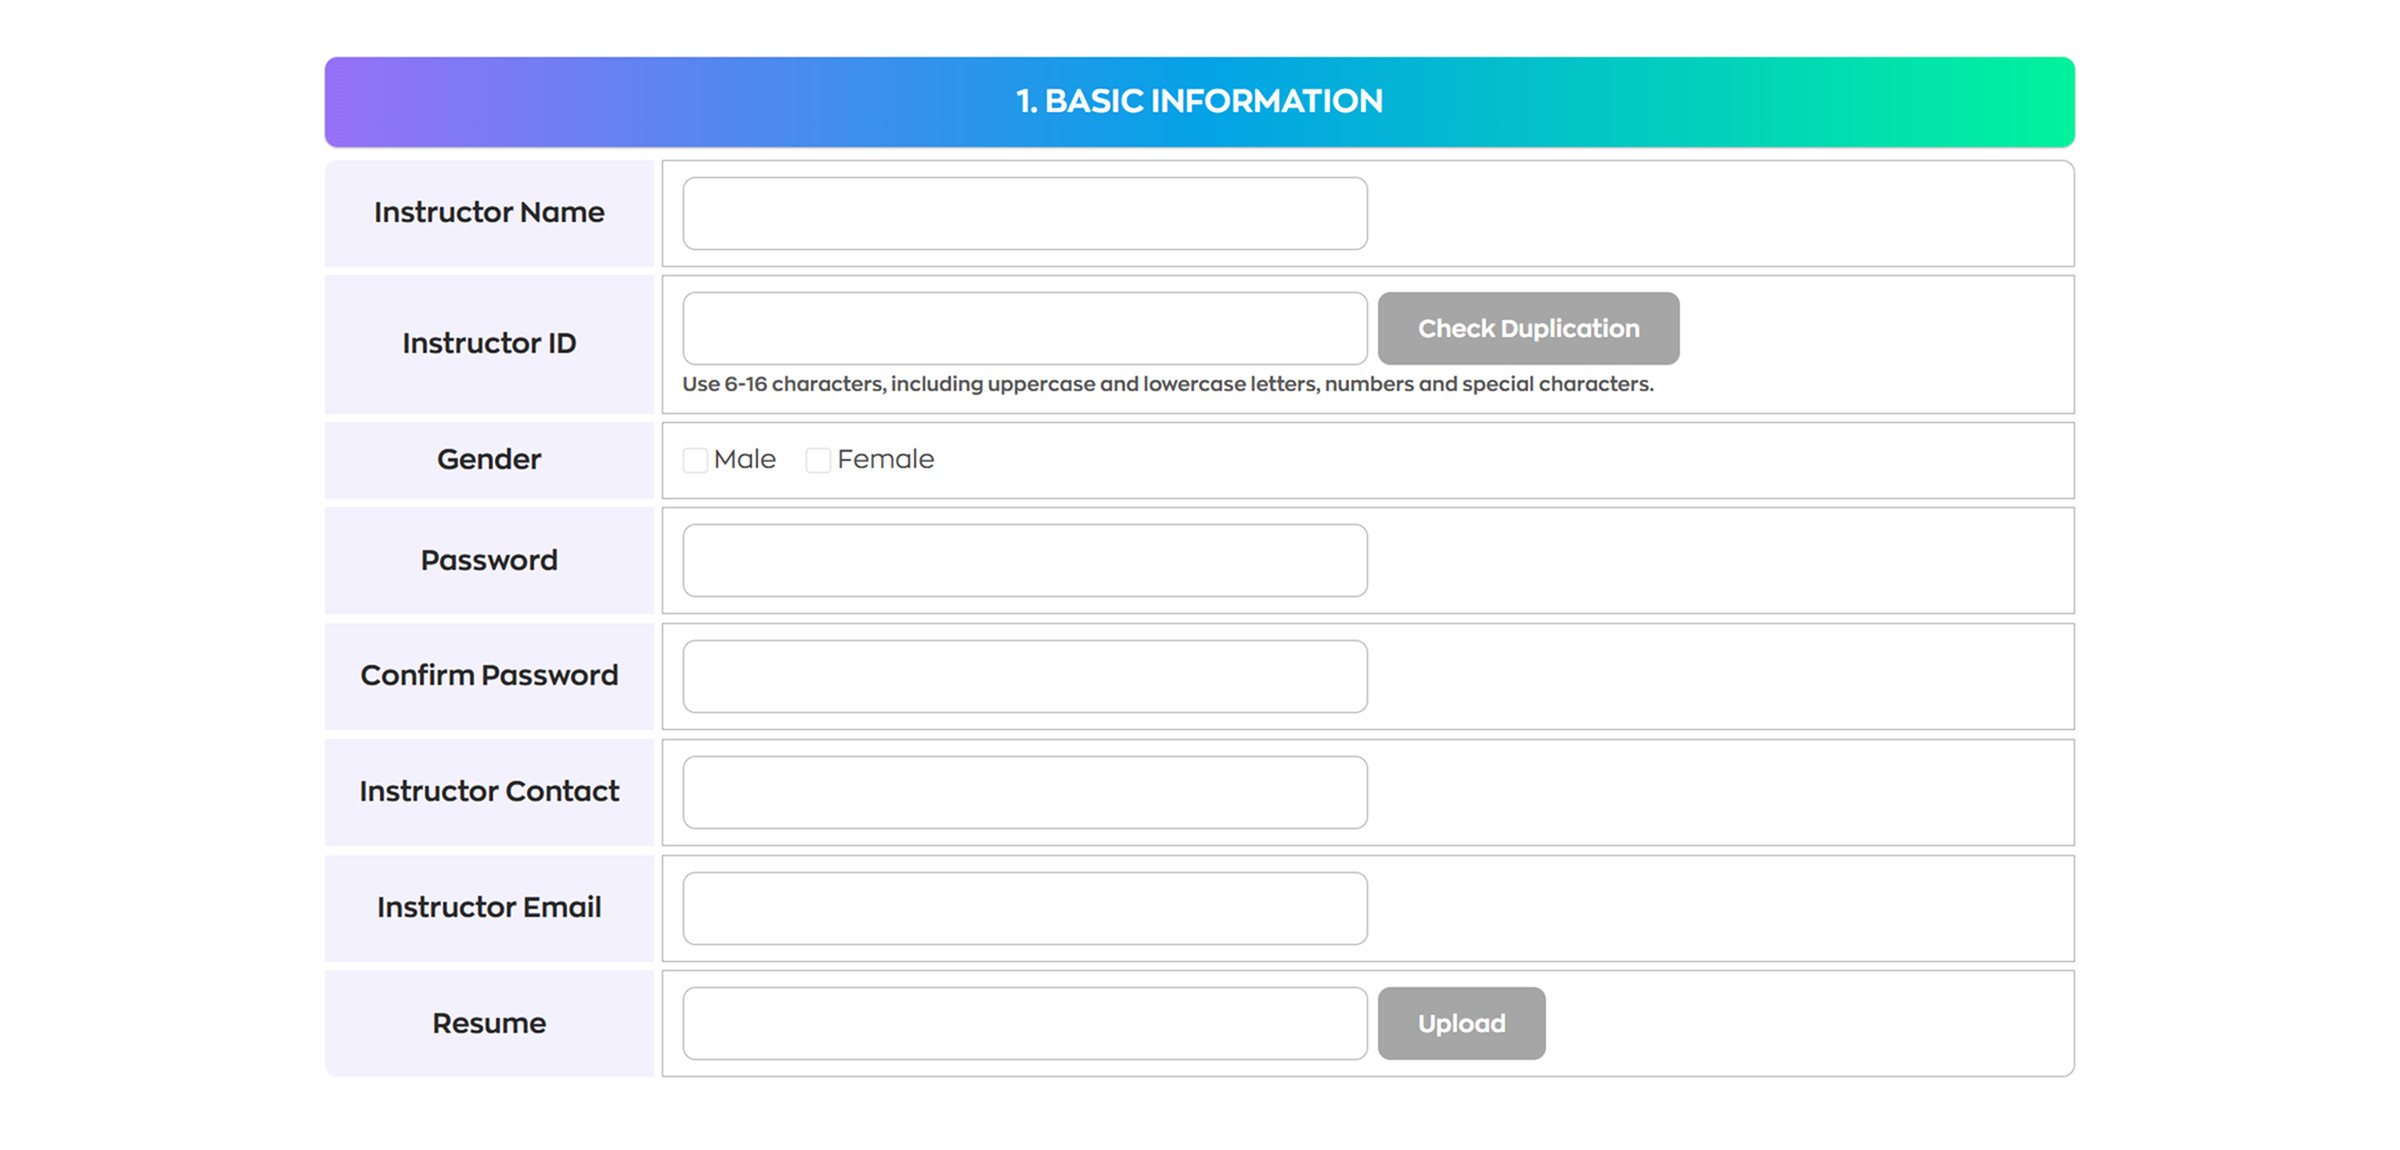 1. BASIC INFORMATION
Instructor Name
Instructor ID
Check Duplication
Use 6-16 characters, including uppercase and lowercase letters, numbers and special characters.
Gender
Male Female
Password
Confirm Password
Instructor Contact
Instructor Email
Resume
Upload